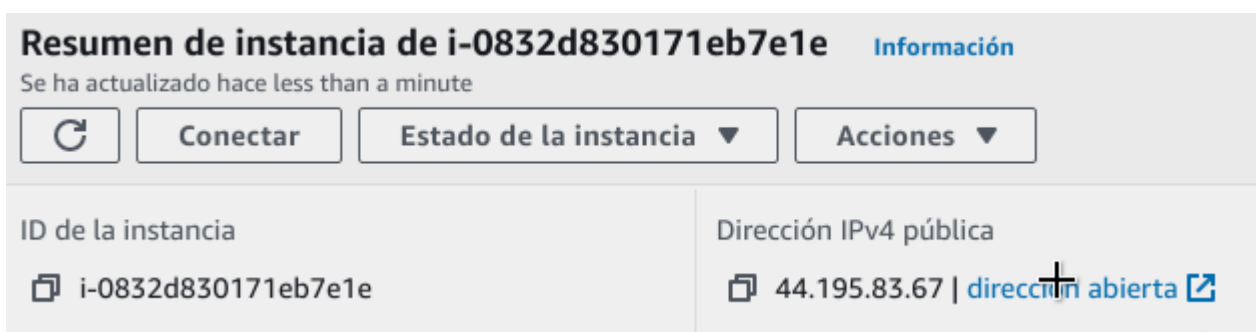 Resumen de instancia de i-0832d830171eb7e1e Información
Se ha actualizado hace less than a minute
Conectar Estado de la instancia Acciones
ID de la instancia
i-0832d830171eb7e1e
Dirección IPv4 pública
44.195.83.67 | dirección abierta